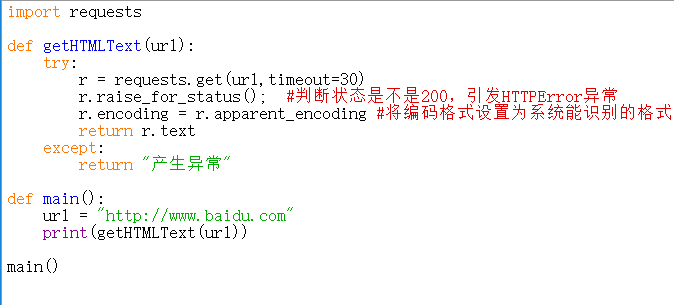 import requests
def getHTMLText(url):
try:
r = requests.get(url,timeout=30)
r.raise_for_status();  #判断状态是不是200，引发HTTPError异常
r.encoding = r.apparent_encoding #将编码格式设置为系统能识别的格式
return r.text
except:
return "产生异常"
def main():
url = "http://www.baidu.com"
print(getHTMLText(url))
main()